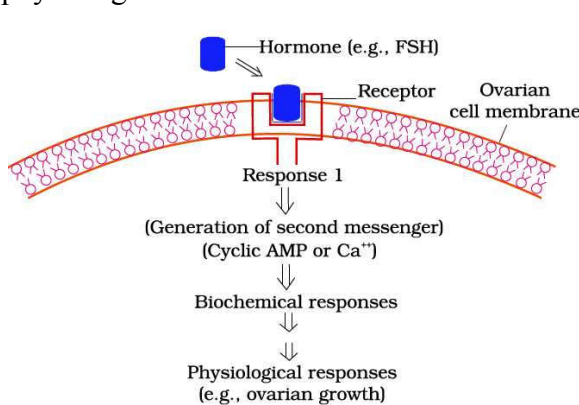 Hormone (e.g., FSH)
Receptor
Ovarian
cell membrane
Response 1
(Generation of second messenger)
(Cyclic AMP or Ca⁺⁺)
Biochemical responses
Physiological responses
(e.g., ovarian growth)